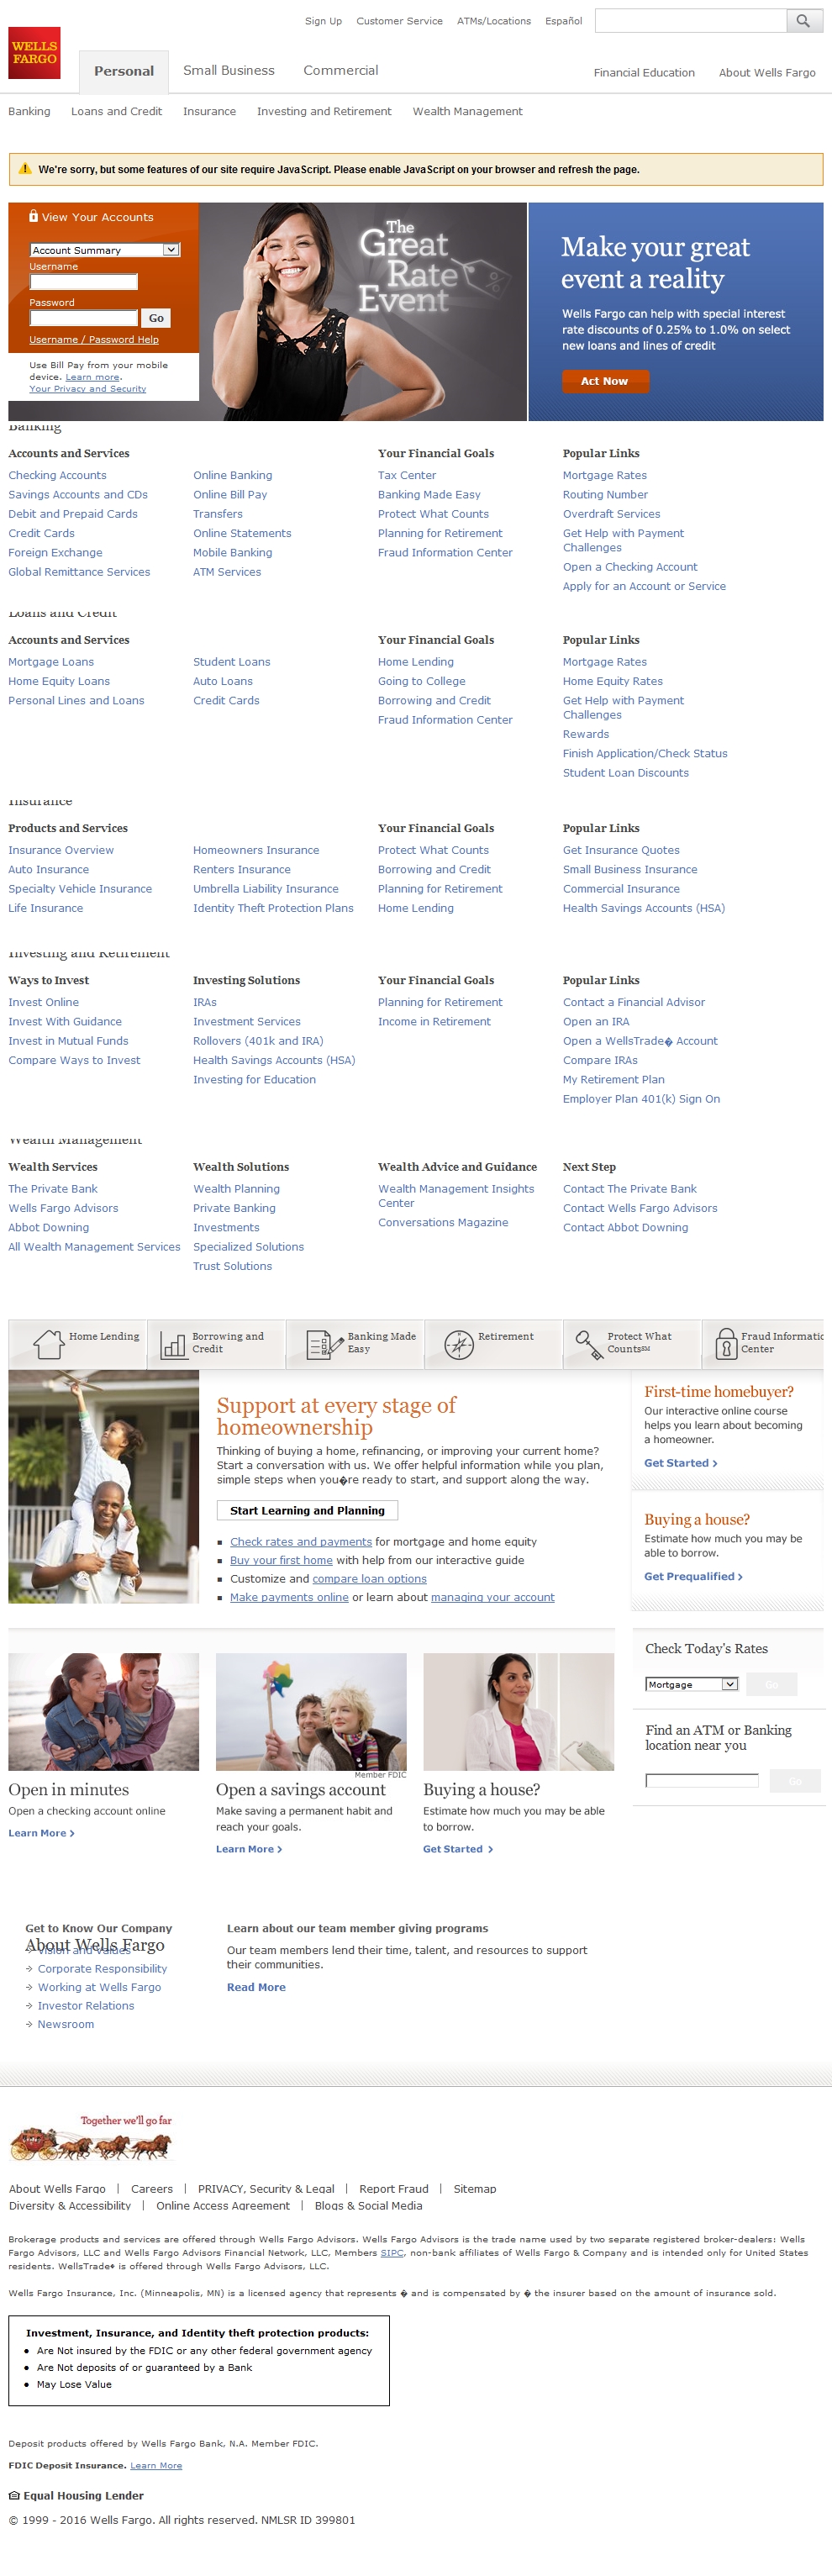 Sign Up Customer Service ATMs/Locations Español
WELLS
FARGO
Personal Small Business Commercial
Financial Education About Wells Fargo
Banking Loans and Credit Insurance Investing and Retirement Wealth Management
We're sorry, but some features of our site require JavaScript. Please enable JavaScript on your browser and refresh the page.
View Your Accounts
Account Summary
Username
Password
Go
Username / Password Help
Use Bill Pay from your mobile
device. Learn more.
Your Privacy and Security
The
Great
Rate
Event
Make your great
event a reality
Wells Fargo can help with special interest
rate discounts of 0.25% to 1.0% on select
new loans and lines of credit
Act Now
Banking
Accounts and Services Your Financial Goals Popular Links
Checking Accounts Online Banking Tax Center Mortgage Rates
Savings Accounts and CDs Online Bill Pay Banking Made Easy Routing Number
Debit and Prepaid Cards Transfers Protect What Counts Overdraft Services
Credit Cards Online Statements Planning for Retirement Get Help with Payment
Challenges
Foreign Exchange Mobile Banking Fraud Information Center
Open a Checking Account
Global Remittance Services ATM Services
Apply for an Account or Service
Loans and Credit
Accounts and Services Your Financial Goals Popular Links
Mortgage Loans Student Loans Home Lending Mortgage Rates
Home Equity Loans Auto Loans Going to College Home Equity Rates
Personal Lines and Loans Credit Cards Borrowing and Credit Get Help with Payment
Challenges
Fraud Information Center
Rewards
Finish Application/Check Status
Student Loan Discounts
Insurance
Products and Services Your Financial Goals Popular Links
Insurance Overview Homeowners Insurance Protect What Counts Get Insurance Quotes
Auto Insurance Renters Insurance Borrowing and Credit Small Business Insurance
Specialty Vehicle Insurance Umbrella Liability Insurance Planning for Retirement Commercial Insurance
Life Insurance Identity Theft Protection Plans Home Lending Health Savings Accounts (HSA)
Investing and Retirement
Ways to Invest Investing Solutions Your Financial Goals Popular Links
Invest Online IRAs Planning for Retirement Contact a Financial Advisor
Invest With Guidance Investment Services Income in Retirement Open an IRA
Invest in Mutual Funds Rollovers (401k and IRA) Open a WellsTrade� Account
Compare Ways to Invest Health Savings Accounts (HSA) Compare IRAs
Investing for Education My Retirement Plan
Employer Plan 401(k) Sign On
Wealth Management
Wealth Services Wealth Solutions Wealth Advice and Guidance Next Step
The Private Bank Wealth Planning Wealth Management Insights
Center Contact The Private Bank
Wells Fargo Advisors Private Banking Contact Wells Fargo Advisors
Abbot Downing Investments Conversations Magazine Contact Abbot Downing
All Wealth Management Services Specialized Solutions
Trust Solutions
Home Lending
Borrowing and
Credit
Banking Made
Easy
Retirement
Protect What
Counts℠
Fraud Informatic
Center
Support at every stage of
homeownership
Thinking of buying a home, refinancing, or improving your current home?
Start a conversation with us. We offer helpful information while you plan,
simple steps when you�re ready to start, and support along the way.
Start Learning and Planning
Check rates and payments for mortgage and home equity
Buy your first home with help from our interactive guide
Customize and compare loan options
Make payments online or learn about managing your account
First-time homebuyer?
Our interactive online course
helps you learn about becoming
a homeowner.
Get Started
Buying a house?
Estimate how much you may be
able to borrow.
Get Prequalified
Open in minutes
Open a checking account online
Learn More
Member FDIC
Open a savings account
Make saving a permanent habit and
reach your goals.
Learn More
Buying a house?
Estimate how much you may be able
to borrow.
Get Started
Check Today's Rates
Mortgage
Go
Find an ATM or Banking
location near you
Go
Get to Know Our Company
About Wells Fargo
Vision and Values
Corporate Responsibility
Working at Wells Fargo
Investor Relations
Newsroom
Learn about our team member giving programs
Our team members lend their time, talent, and resources to support
their communities.
Read More
Together we'll go far
About Wells Fargo | Careers | PRIVACY, Security & Legal | Report Fraud | Sitemap
Diversity & Accessibility | Online Access Agreement | Blogs & Social Media
Brokerage products and services are offered through Wells Fargo Advisors. Wells Fargo Advisors is the trade name used by two separate registered broker-dealers: Wells
Fargo Advisors, LLC and Wells Fargo Advisors Financial Network, LLC, Members SIPC, non-bank affiliates of Wells Fargo & Company and is intended only for United States
residents. WellsTrade� is offered through Wells Fargo Advisors, LLC.
Wells Fargo Insurance, Inc. (Minneapolis, MN) is a licensed agency that represents � and is compensated by � the insurer based on the amount of insurance sold.
Investment, Insurance, and Identity theft protection products:
Are Not insured by the FDIC or any other federal government agency
Are Not deposits of or guaranteed by a Bank
May Lose Value
Deposit products offered by Wells Fargo Bank, N.A. Member FDIC.
FDIC Deposit Insurance. Learn More
Equal Housing Lender
© 1999 - 2016 Wells Fargo. All rights reserved. NMLSR ID 399801